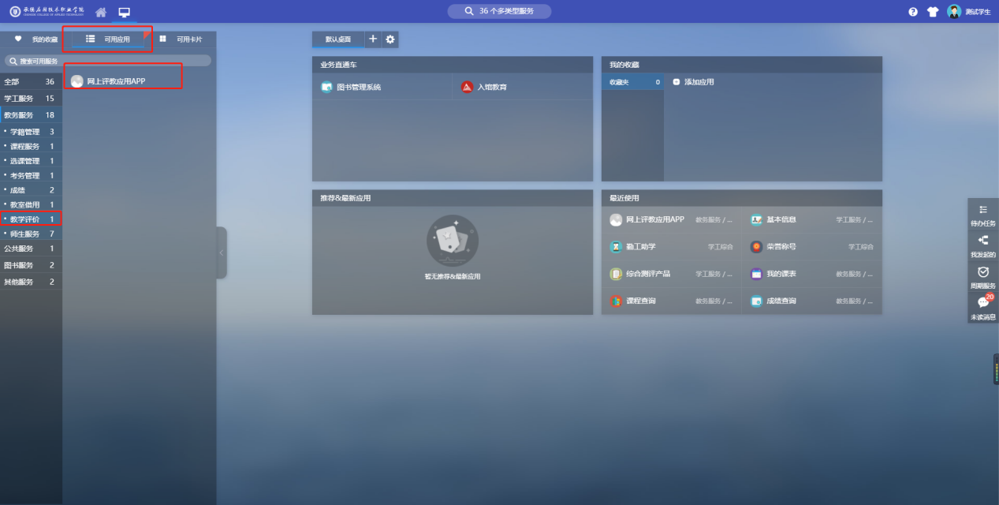 承德应用技术职业学院
36 个多类型服务
测试学生
我的收藏
可用应用
可用卡片
搜索可用服务
全部 36
学工服务 15
教务服务 18
• 学籍管理 3
• 课程服务 1
• 选课管理 1
• 考务管理 1
• 成绩 2
• 教室借用 1
• 教学评价 1
• 师生服务 7
公共服务 1
图书服务 2
其他服务 2
网上评教应用APP
默认桌面
业务直通车
图书管理系统
入馆教育
我的收藏
收藏夹 0
添加应用
推荐&最新应用
暂无推荐&最新应用
最近使用
网上评教应用APP 教务服务 / ...
基本信息 学工服务 / ...
勤工助学 学工综合
荣誉称号 学工综合
综合测评产品 学工服务 / ...
我的课表 教务服务 / ...
课程查询 教务服务 / ...
成绩查询 教务服务 / ...
待办任务
我发起的
周期服务
20
未读消息